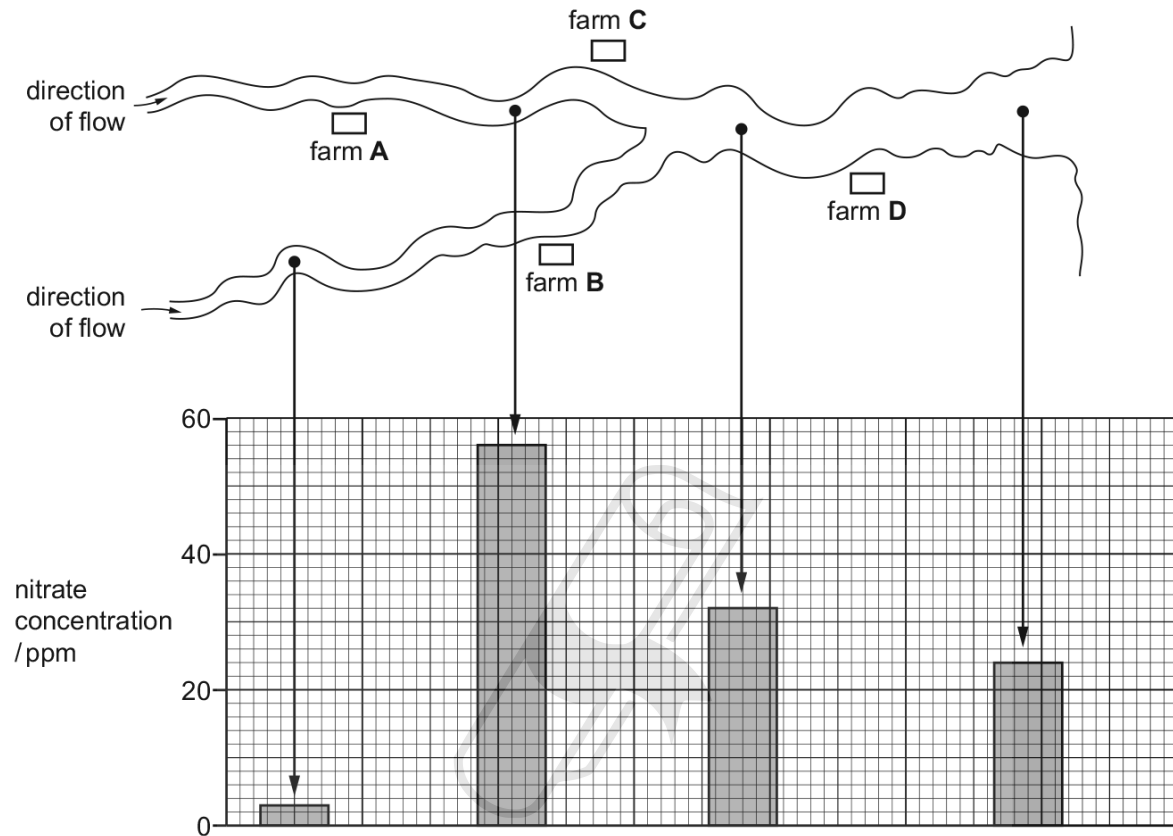 farm C
direction
of flow
farm A
farm D
farm B
direction
of flow
60
40
nitrate
concentration
/ ppm
20
0